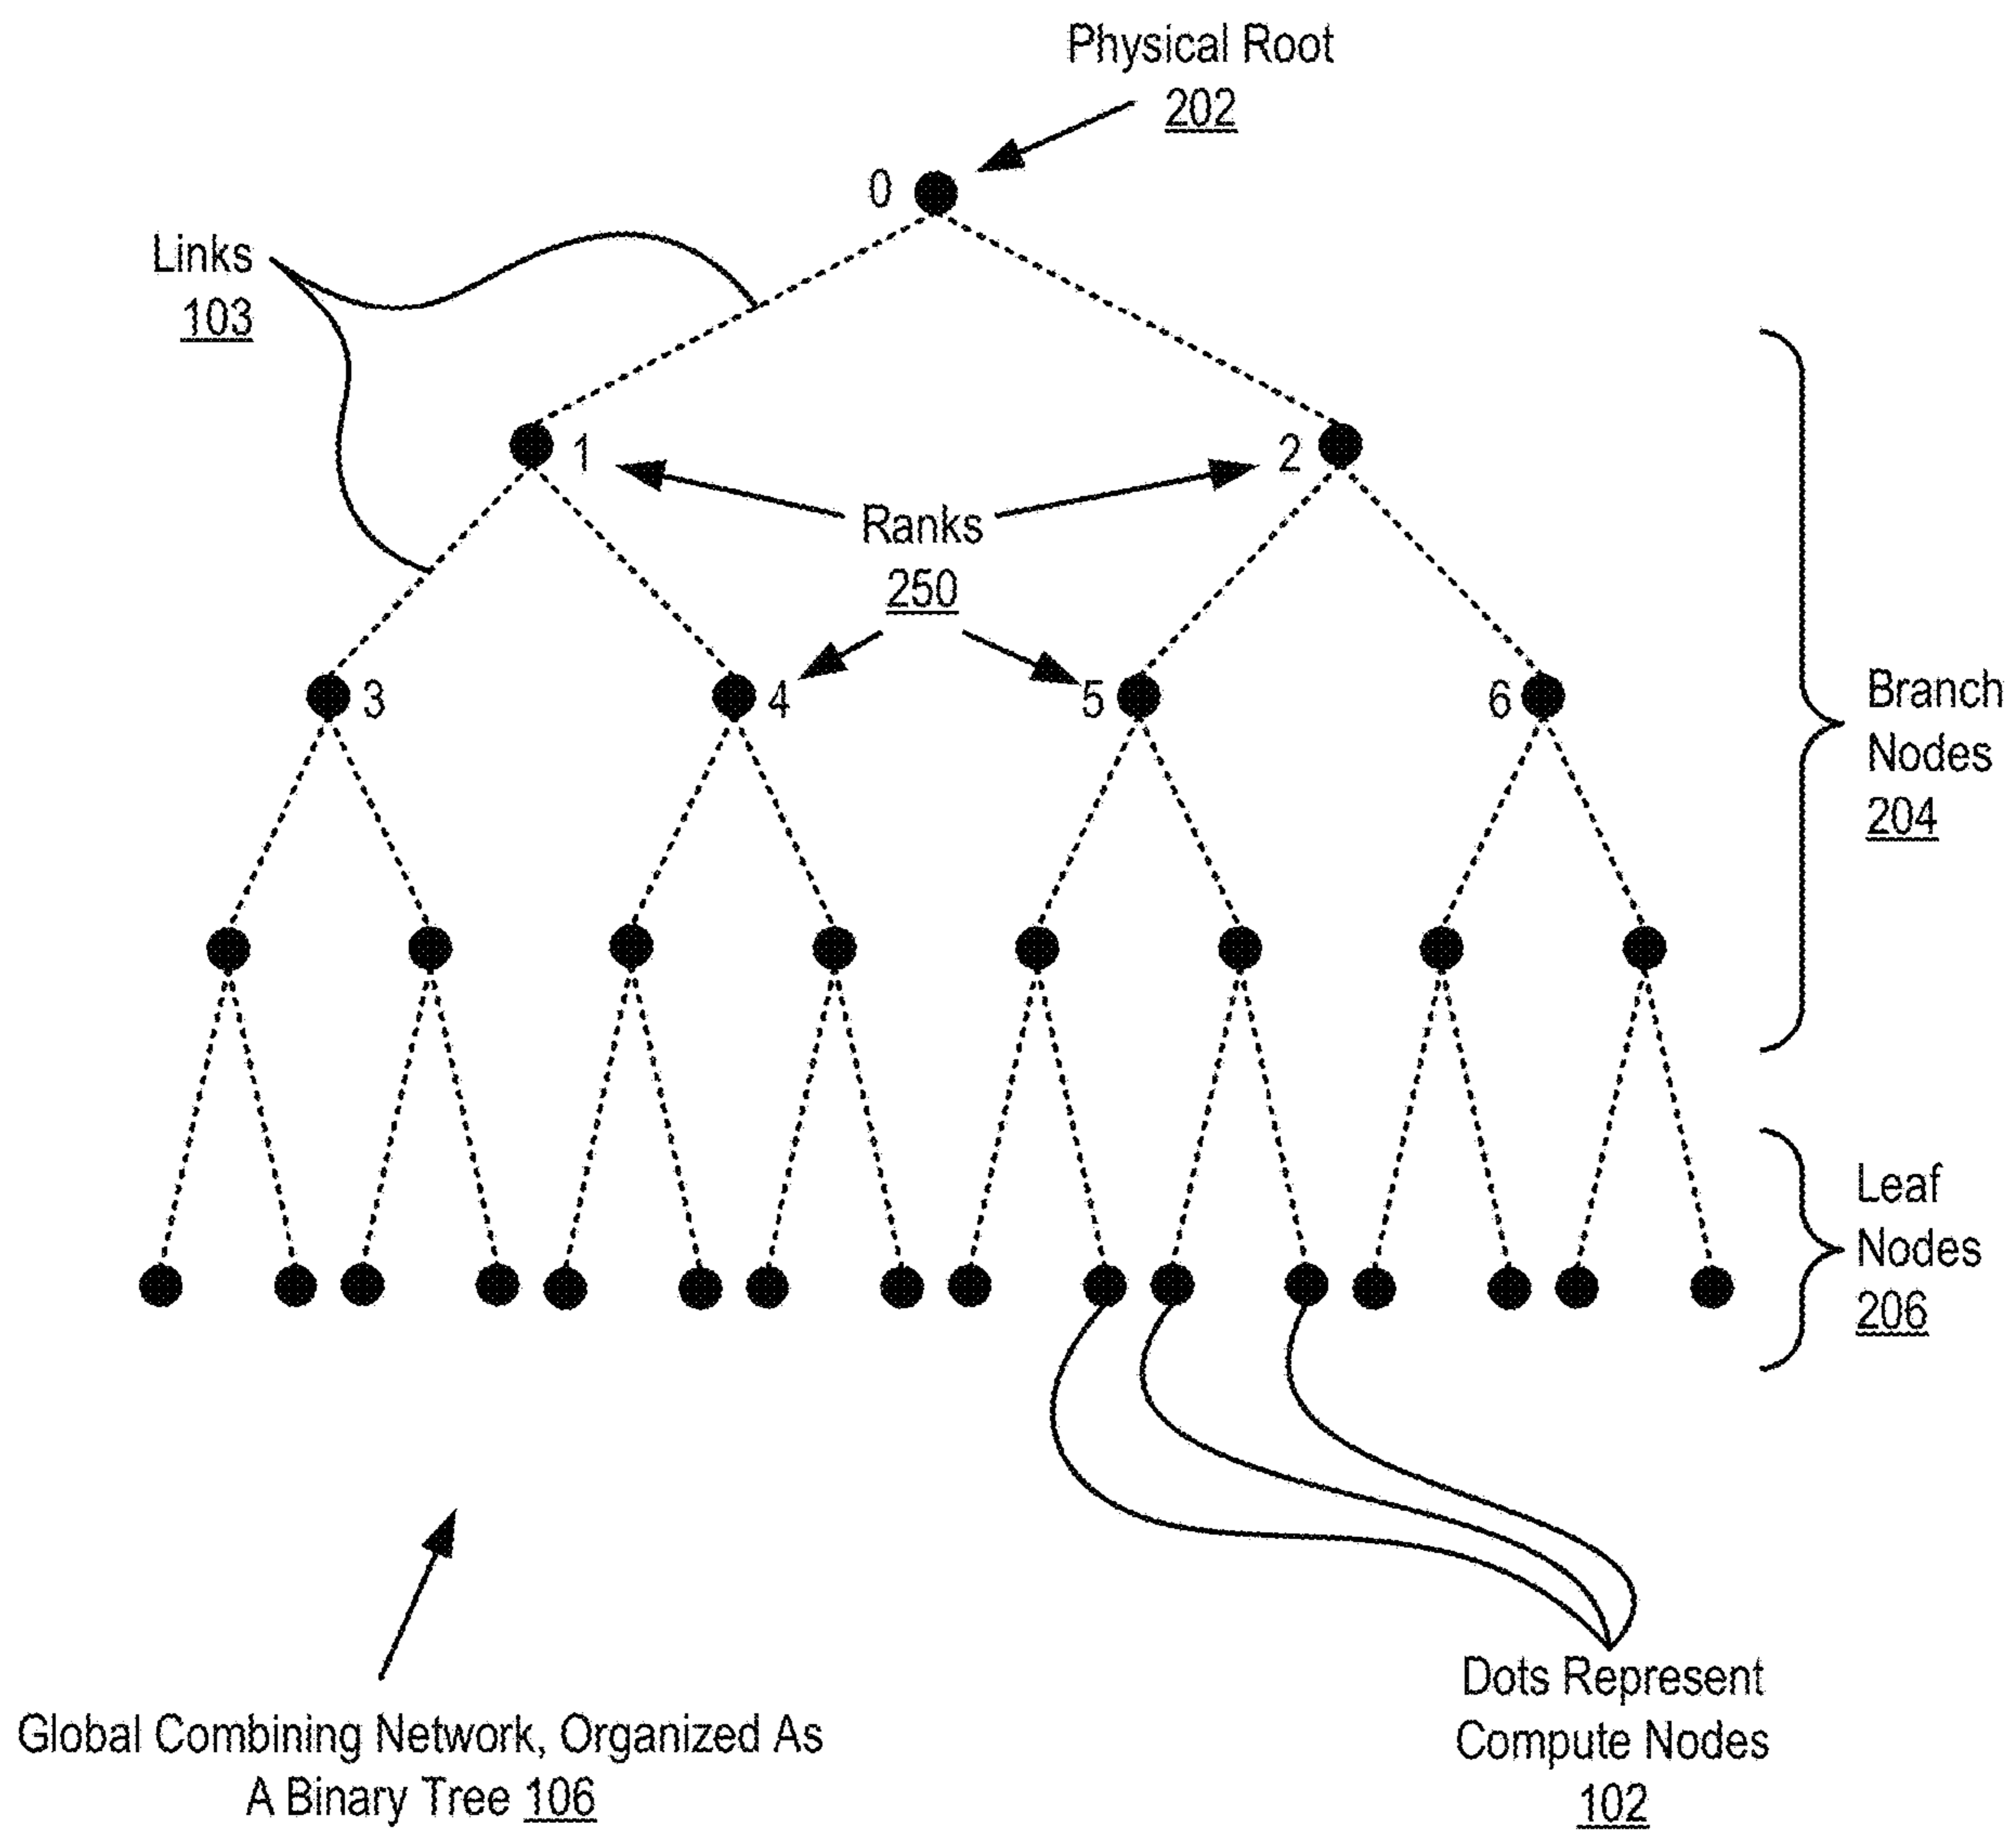 Physical Root
202
0
Links
103
1
2
Ranks
250
3
4
5
6
Branch
Nodes
204
Leaf
Nodes
206
Dots Represent
Compute Nodes
102
Global Combining Network, Organized As
A Binary Tree 106